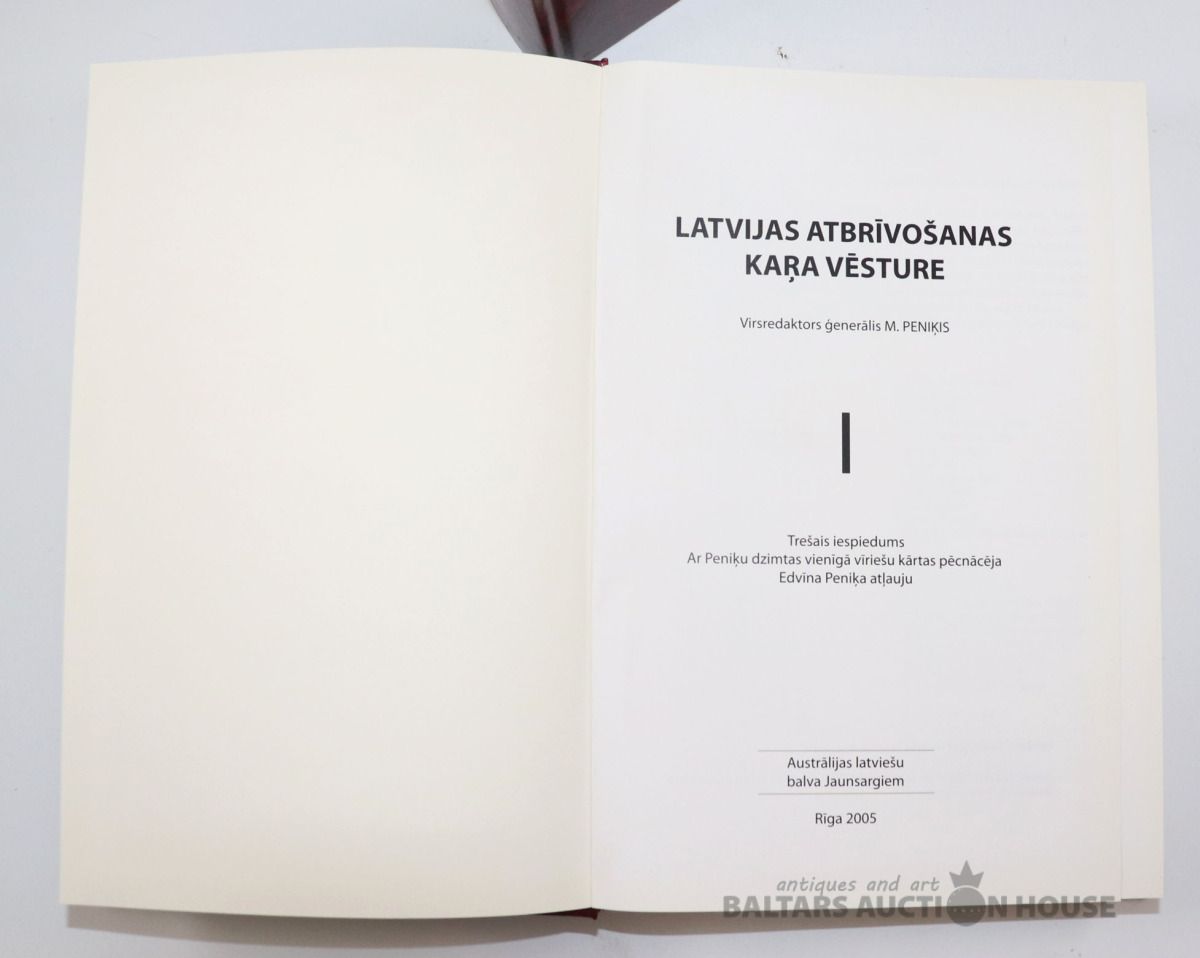 LATVIJAS ATBRĪVOŠANAS
KAŖA VĒSTURE
Virsredaktors ģenerālis M. PENIĶIS
I
Trešais iespiedums
Ar Peniķu dzimtas vienīgā vīriešu kārtas pēcnācēja
Edvīna Peniķa atļauju
Austrālijas latviešu
balva Jaunsargiem
Rīga 2005
antiques and art
BALTARS AUCTION HOUSE